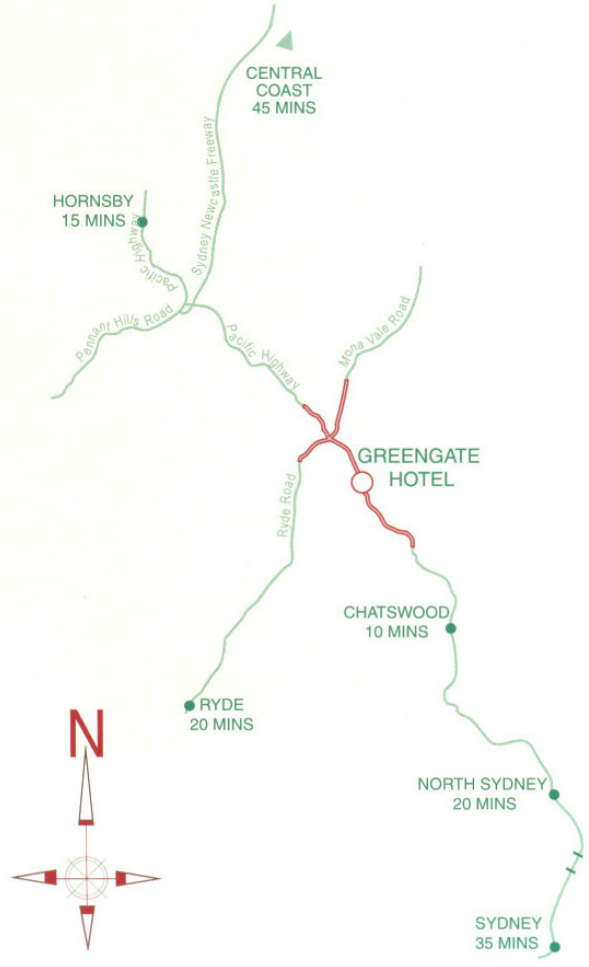 CENTRAL
COAST
45 MINS
Sydney Newcastle Freeway
HORNSBY
15 MINS
Pacific Highway
Pennant Hills Road
Pacific Highway
Mona Vale Road
GREENGATE
HOTEL
Ryde Road
CHATSWOOD
10 MINS
RYDE
20 MINS
N
NORTH SYDNEY
20 MINS
SYDNEY
35 MINS